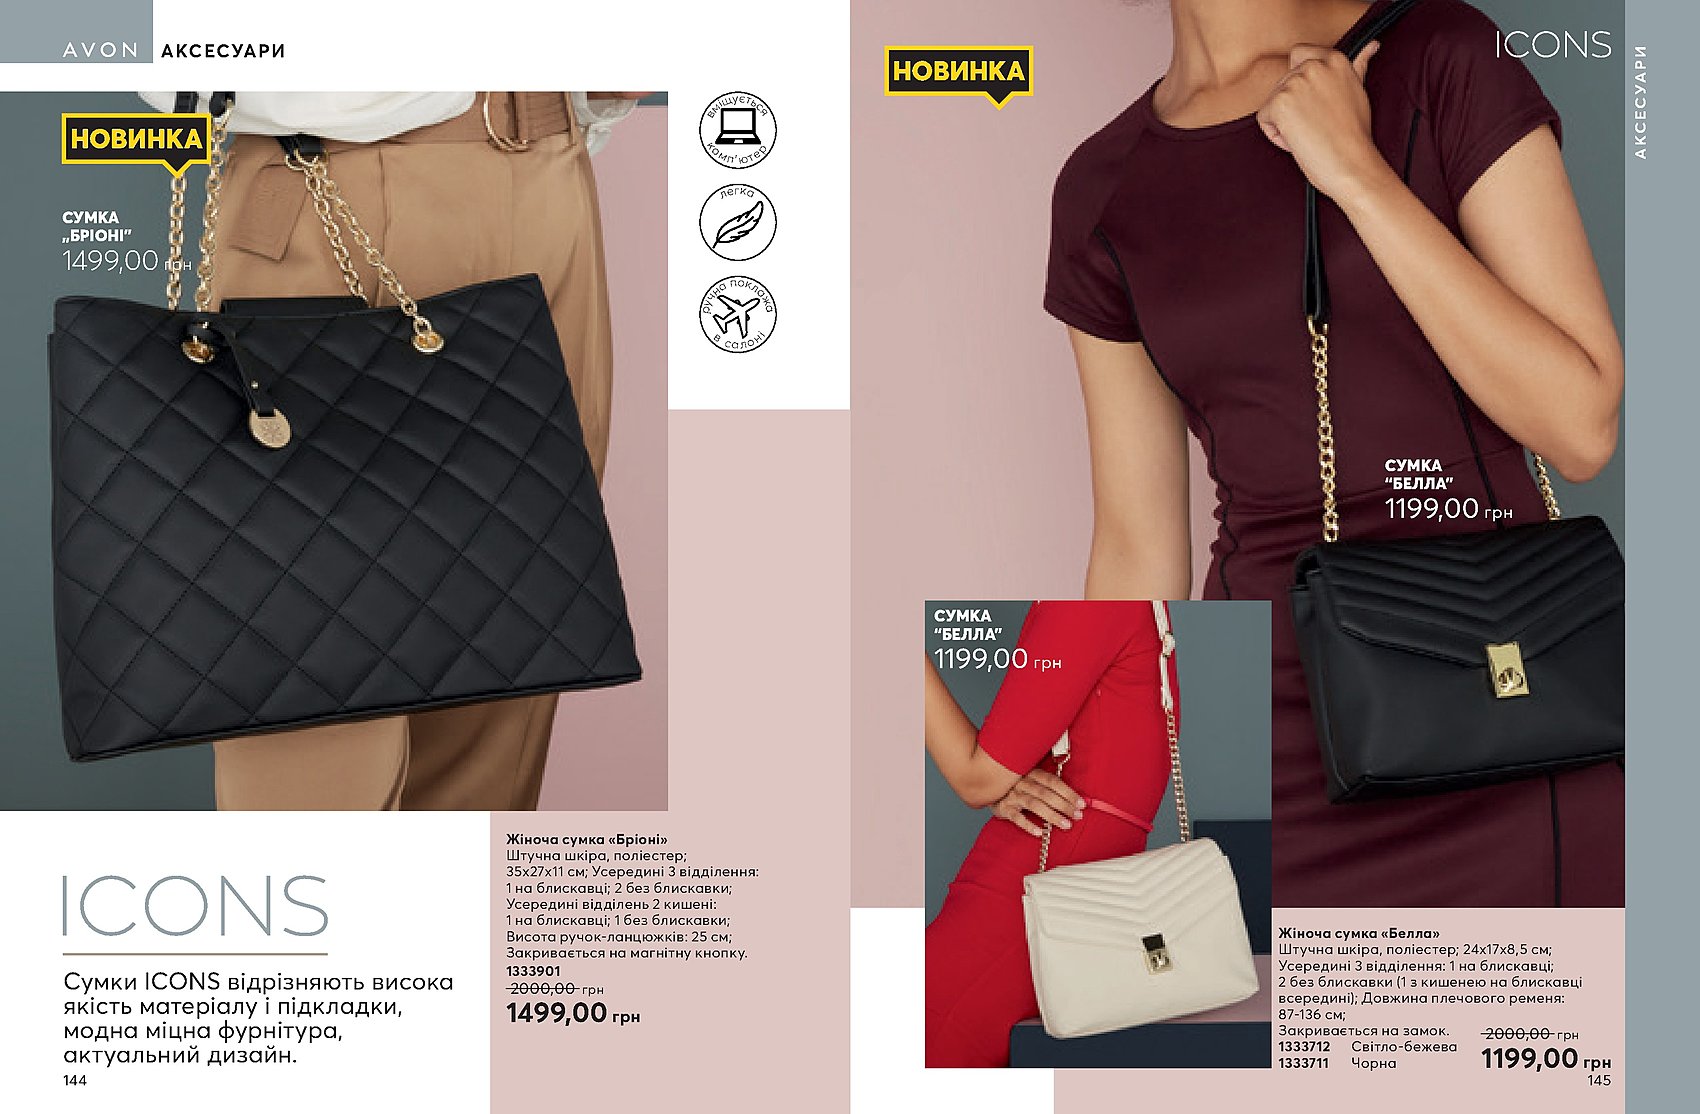 AVON АКСЕСУАРИ
НОВИНКА
СУМКА
„БРІОНІ”
1499,00 грн
вміщується
комп'ютер
легка
ручна поклажа
в салоні
ICONS
Сумки ICONS відрізняють висока
якість матеріалу і підкладки,
модна міцна фурнітура,
актуальний дизайн.
144
Жіноча сумка «Бріоні»
Штучна шкіра, поліестер;
35х27х11 см; Усередині 3 відділення:
1 на блискавці; 2 без блискавки;
Усередині відділень 2 кишені:
1 на блискавці; 1 без блискавки;
Висота ручок-ланцюжків: 25 см;
Закривається на магнітну кнопку.
1333901
2000,00 грн
1499,00 грн
НОВИНКА
ICONS
АКСЕСУАРИ
СУМКА
“БЕЛЛА”
1199,00 грн
СУМКА
“БЕЛЛА”
1199,00 грн
Жіноча сумка «Белла»
Штучна шкіра, поліестер; 24х17х8,5 см;
Усередині 3 відділення: 1 на блискавці;
2 без блискавки (1 з кишенею на блискавці
всередині); Довжина плечового ременя:
87-136 см;
Закривається на замок.
1333712 Світло-бежева
1333711 Чорна
2000,00 грн
1199,00 грн
145